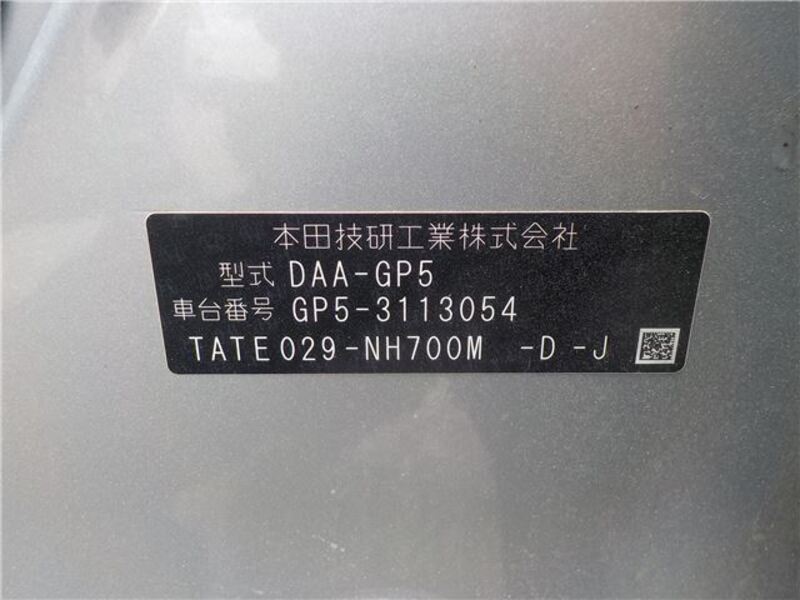 本田技研工業株式会社
型式 DAA-GP5
車台番号 GP5-3113054
TATE029-NH700M -D -J